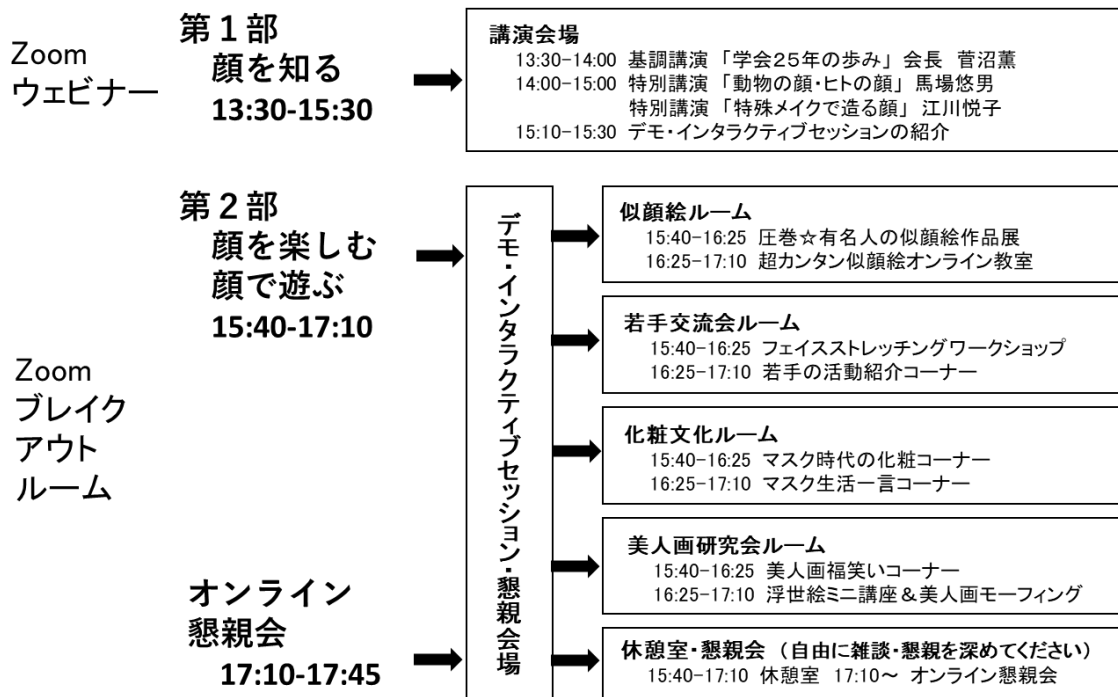 Zoom
ウェビナー
第1部
顔を知る
13:30-15:30
講演会場
13:30-14:00 基調講演 「学会25年の歩み」 会長 菅沼薫
14:00-15:00 特別講演 「動物の顔・ヒトの顔」 馬場悠男
特別講演 「特殊メイクで造る顔」 江川悦子
15:10-15:30 デモ・インタラクティブセッションの紹介
Zoom
ブレイク
アウト
ルーム
第2部
顔を楽しむ
顔で遊ぶ
15:40-17:10
オンライン
懇親会
17:10-17:45
デモ・インタラクティブセッション・懇親会場
似顔絵ルーム
15:40-16:25 圧巻☆有名人の似顔絵作品展
16:25-17:10 超カンタン似顔絵オンライン教室
若手交流会ルーム
15:40-16:25 フェイスストレッチングワークショップ
16:25-17:10 若手の活動紹介コーナー
化粧文化ルーム
15:40-16:25 マスク時代の化粧コーナー
16:25-17:10 マスク生活一言コーナー
美人画研究会ルーム
15:40-16:25 美人画福笑いコーナー
16:25-17:10 浮世絵ミニ講座＆美人画モーフィング
休憩室・懇親会 （自由に雑談・懇親を深めてください）
15:40-17:10 休憩室 17:10～ オンライン懇親会